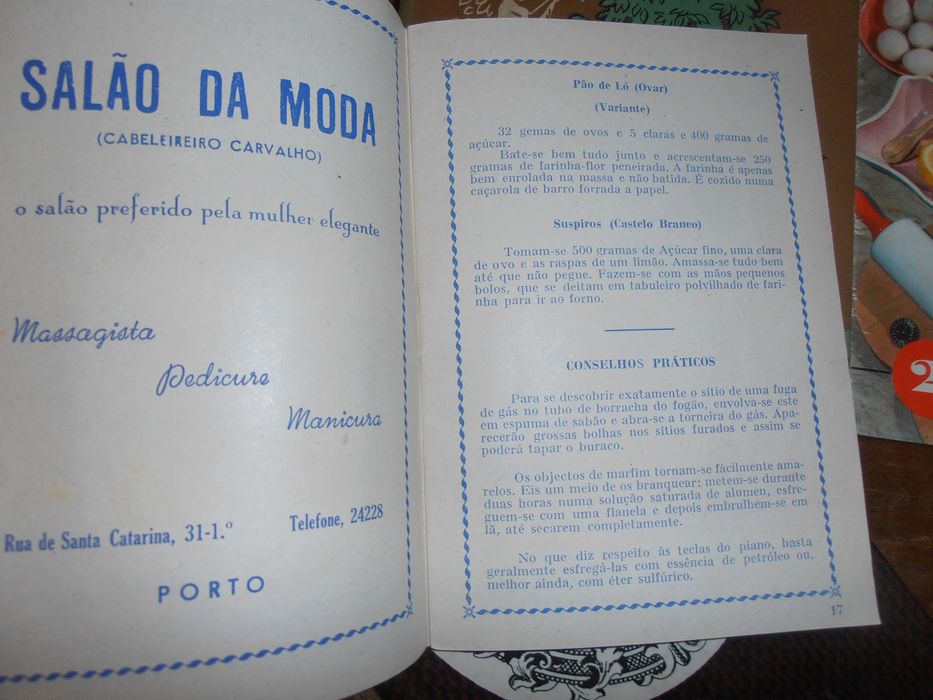 SALÃO DA MODA
(CABELEIREIRO CARVALHO)
o salão preferido pela mulher elegante
Massagista
Pedicure
Manicura
Rua de Santa Catarina, 31-1.º
Telefone, 24228
PORTO
Pão de Ló (Ovar)
(Variante)
32 gemas de ovos e 5 claras e 400 gramas de
açúcar.
Bate-se bem tudo junto e acrescentam-se 250
gramas de farinha-flor peneirada. A farinha é apenas
bem enrolada na massa e não batida. É cozido numa
caçarola de barro forrada a papel.
Suspiros (Castelo Branco)
Tomam-se 500 gramas de Açúcar fino, uma clara
de ovo e as raspas de um limão. Amassa-se tudo bem
até que não pegue. Fazem-se com as mãos pequenos
bolos, que se deitam em tabuleiro polvilhado de fari-
nha para ir ao forno.
CONSELHOS PRÁTICOS
Para se descobrir exatamente o sítio de uma fuga
de gás no tubo de borracha do fogão, envolva-se este
em espuma de sabão e abra-se a torneira do gás. Apa-
recerão grossas bolhas nos sítios furados e assim se
poderá tapar o buraco.
Os objectos de marfim tornam-se fàcilmente ama-
relos. Eis um meio de os branquear: metem-se durante
duas horas numa solução saturada de alumen, esfre-
guem-se com uma flanela e depois embrulhem-se em
lã, até secarem completamente.
No que diz respeito às teclas do piano, basta
geralmente esfregá-las com essência de petróleo ou,
melhor ainda, com éter sulfúrico.
17
2